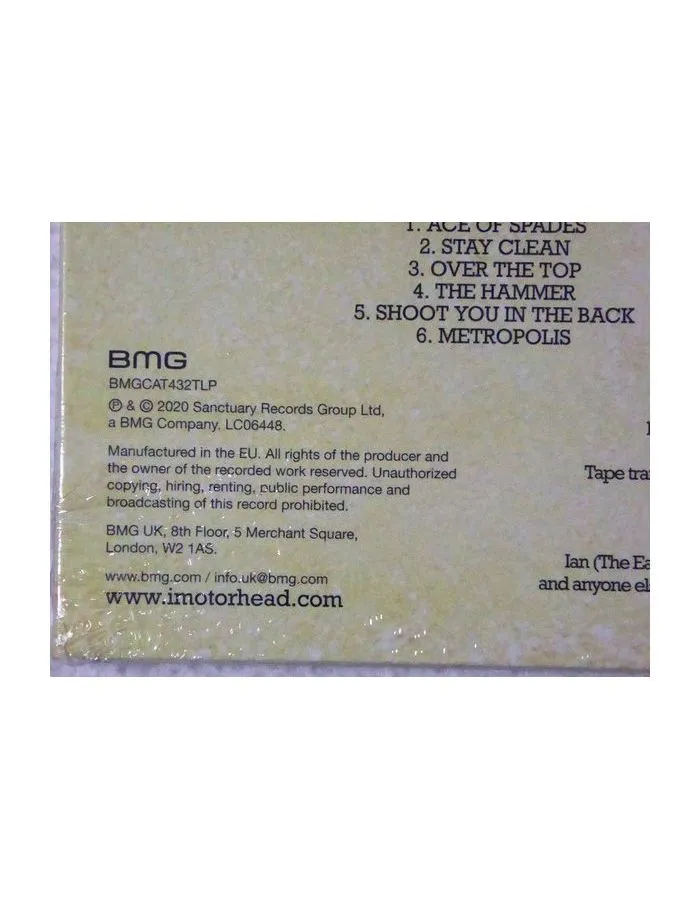 1. ACE OF SPADES
2. STAY CLEAN
3. OVER THE TOP
4. THE HAMMER
5. SHOOT YOU IN THE BACK
6. METROPOLIS
BMG
BMGCAT432TLP
℗ & © 2020 Sanctuary Records Group Ltd,
a BMG Company, LC06448.
Manufactured in the EU. All rights of the producer and
the owner of the recorded work reserved. Unauthorized
copying, hiring, renting, public performance and
broadcasting of this record prohibited.
Tape tra
BMG UK, 8th Floor, 5 Merchant Square,
London, W2 1AS.
Ian (The Ea
www.bmg.com / info.uk@bmg.com
and anyone el
www.imotorhead.com